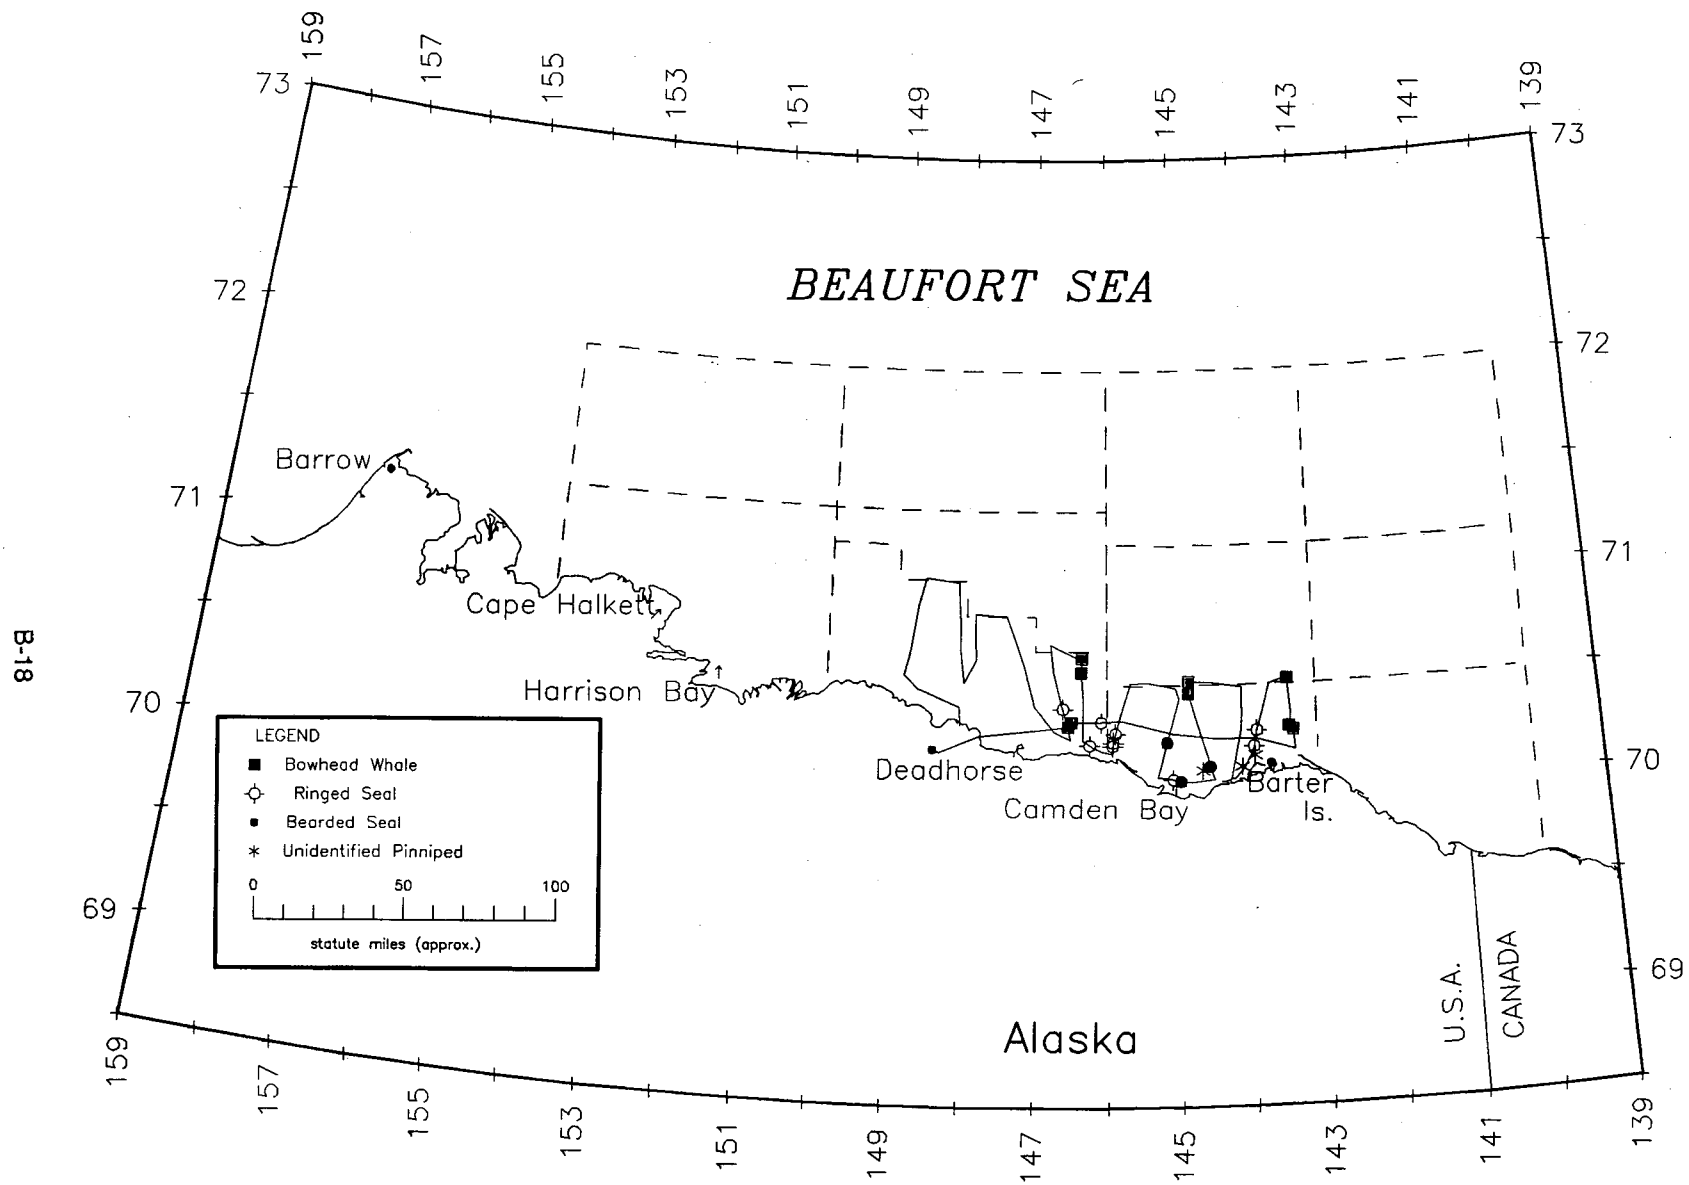 159
157
155
153
151
149
147
145
143
141
139
73
73
BEAUFORT SEA
72
72
Barrow
71
71
Cape Halkett
B-18
Harrison Bay
70
70
Deadhorse
Camden Bay
Barter
Is.
LEGEND
Bowhead Whale
Ringed Seal
Bearded Seal
Unidentified Pinniped
0 50 100
statute miles (approx.)
69
69
U.S.A.
CANADA
Alaska
159
157
155
153
151
149
147
145
143
141
139